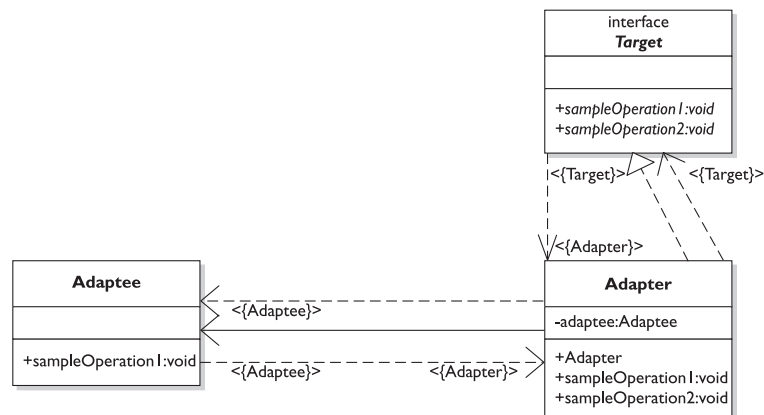 interface
Target
+sampleOperation1:void
+sampleOperation2:void
<{Target}>
<{Target}>
<{Adapter}>
Adaptee
+sampleOperation1:void
<{Adaptee}>
<{Adaptee}>
<{Adapter}>
Adapter
-adaptee:Adaptee
+Adapter
+sampleOperation1:void
+sampleOperation2:void